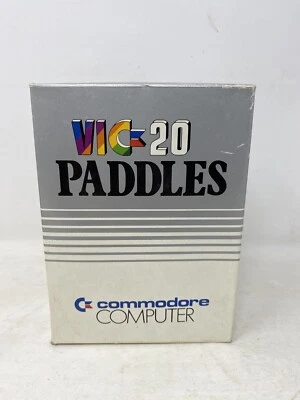 VIC-20
PADDLES
commodore
COMPUTER